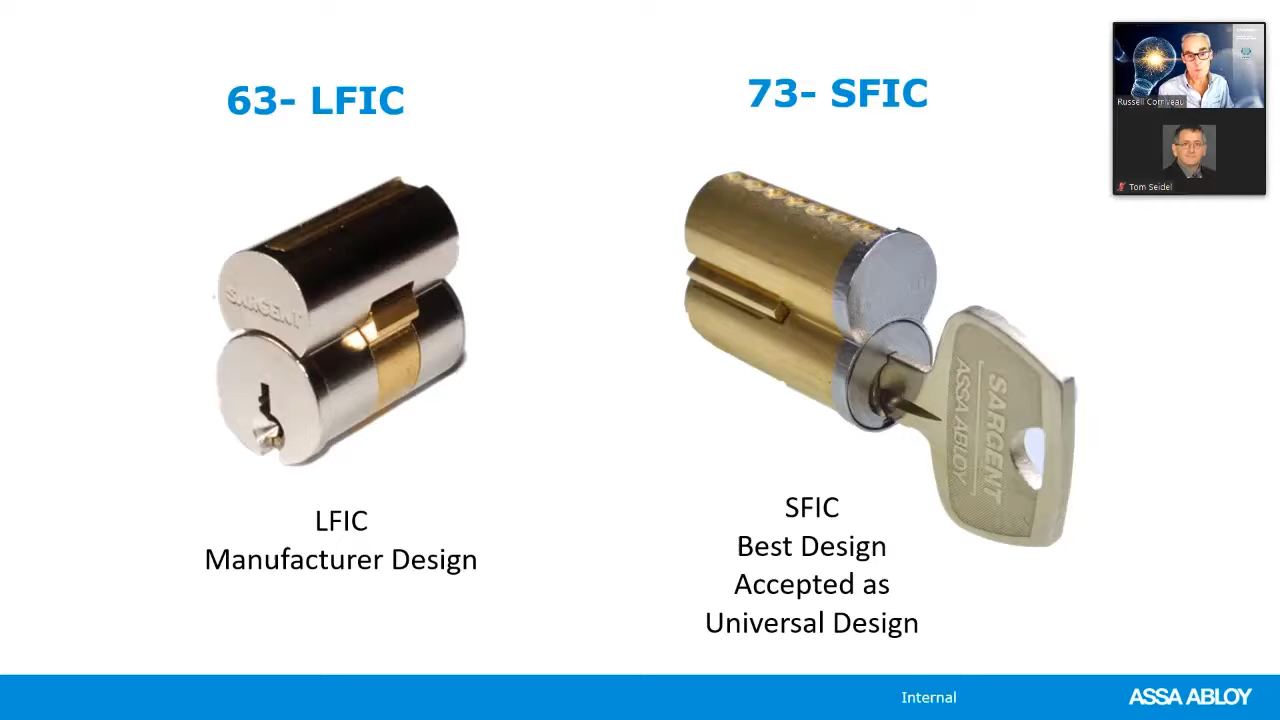 63- LFIC
73- SFIC
SARGENT
SARGENT
ASSA ABLOY
LFIC
Manufacturer Design
SFIC
Best Design
Accepted as
Universal Design
Russell Corriveau
Tom Seidel
Internal
ASSA ABLOY